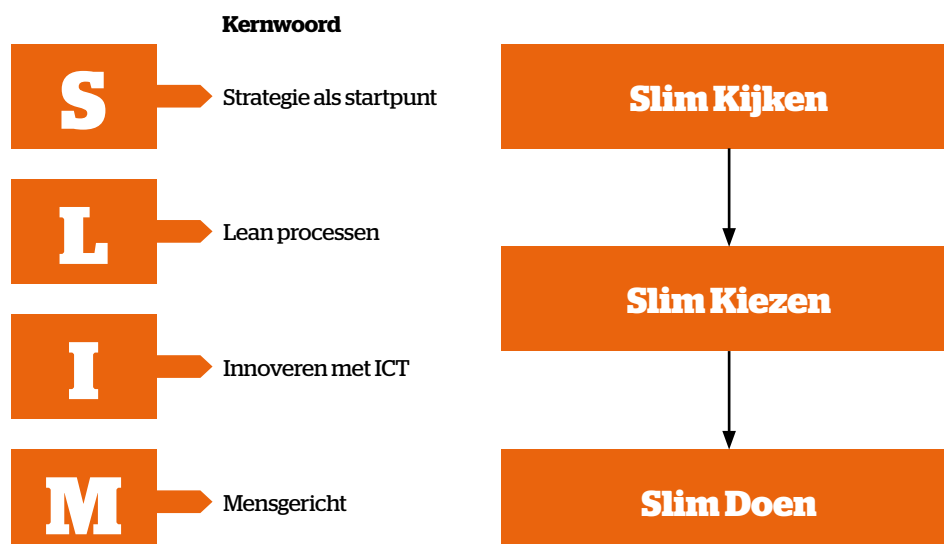 Kernwoord
S
Strategie als startpunt
L
Lean processen
I
Innoveren met ICT
M
Mensgericht
Slim Kijken
Slim Kiezen
Slim Doen